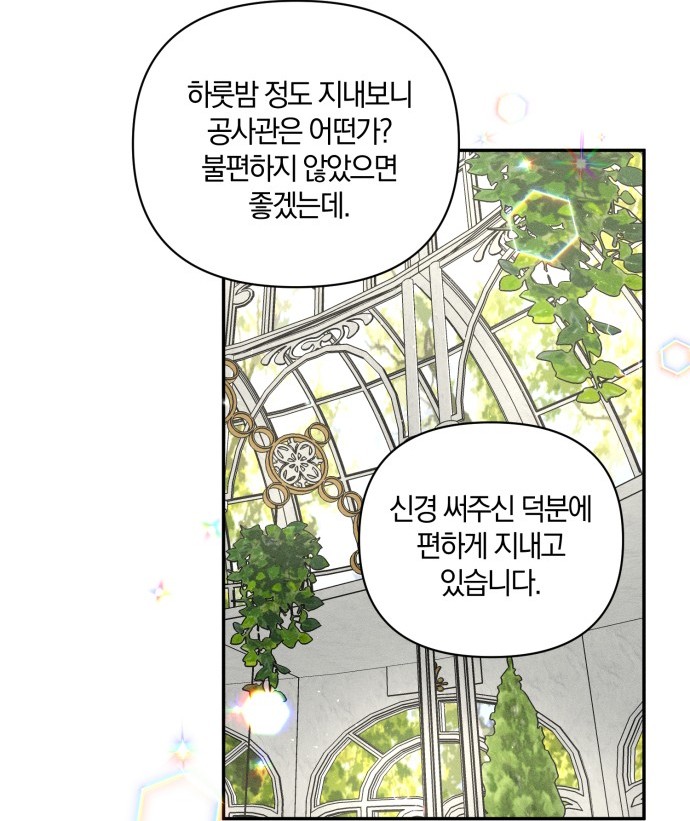 하룻밤 정도 지내보니
공사관은 어떤가?
불편하지 않았으면
좋겠는데.
신경 써주신 덕분에
편하게 지내고
있습니다.